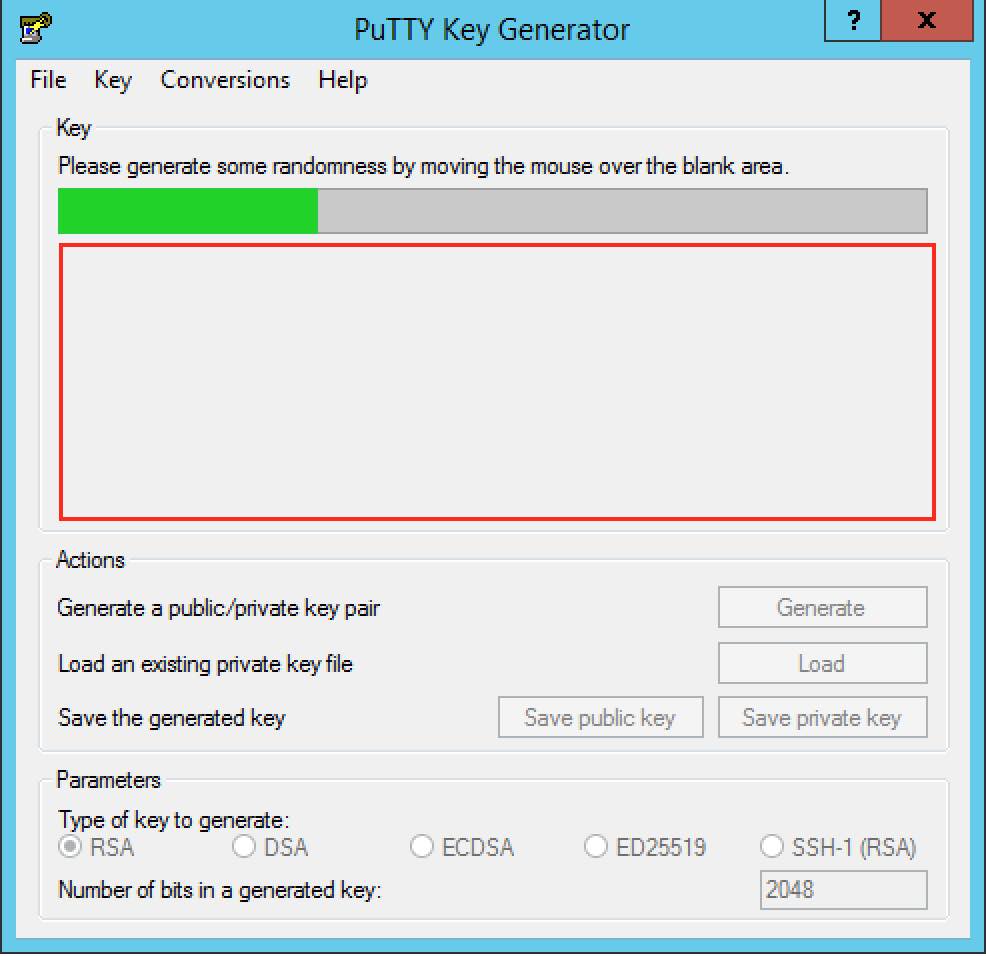 PuTTY Key Generator
?
X
File Key Conversions Help
Key
Please generate some randomness by moving the mouse over the blank area.
Actions
Generate a public/private key pair
Generate
Load an existing private key file
Load
Save the generated key
Save public key
Save private key
Parameters
Type of key to generate:
RSA DSA ECDSA ED25519 SSH-1 (RSA)
Number of bits in a generated key:
2048